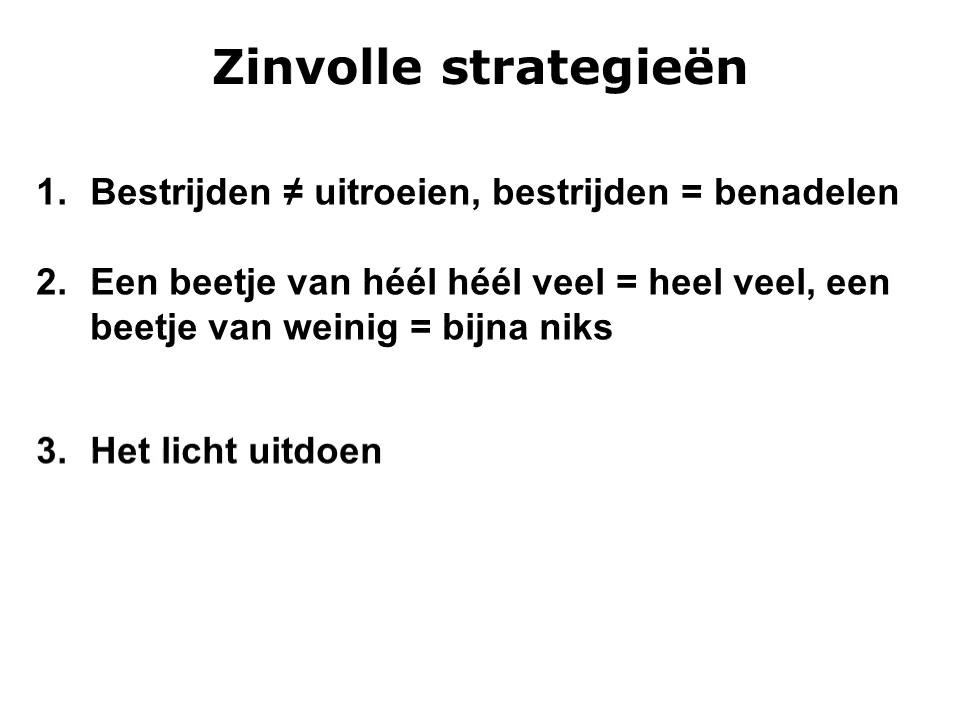 Zinvolle strategieën
1. Bestrijden ≠ uitroeien, bestrijden = benadelen
2. Een beetje van héél héél veel = heel veel, een
beetje van weinig = bijna niks
3. Het licht uitdoen